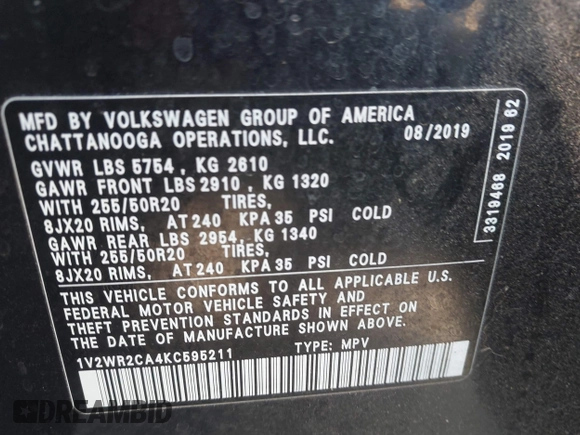 MFD BY VOLKSWAGEN GROUP OF AMERICA
CHATTANOOGA OPERATIONS, LLC. 08/2019
GVWR LBS 5754 , KG 2610
GAWR FRONT LBS 2910 , KG 1320
WITH 255/50R20 TIRES,
8JX20 RIMS, AT 240 KPA 35 PSI COLD
GAWR REAR LBS 2954, KG 1340
WITH 255/50R20 TIRES,
8JX20 RIMS, AT 240 KPA 35 PSI COLD
THIS VEHICLE CONFORMS TO ALL APPLICABLE U.S.
FEDERAL MOTOR VEHICLE SAFETY AND
THEFT PREVENTION STANDARDS IN EFFECT ON
THE DATE OF MANUFACTURE SHOWN ABOVE.
1V2WR2CA4KC595211 TYPE: MPV
3319468 2019 62
DREAMBID